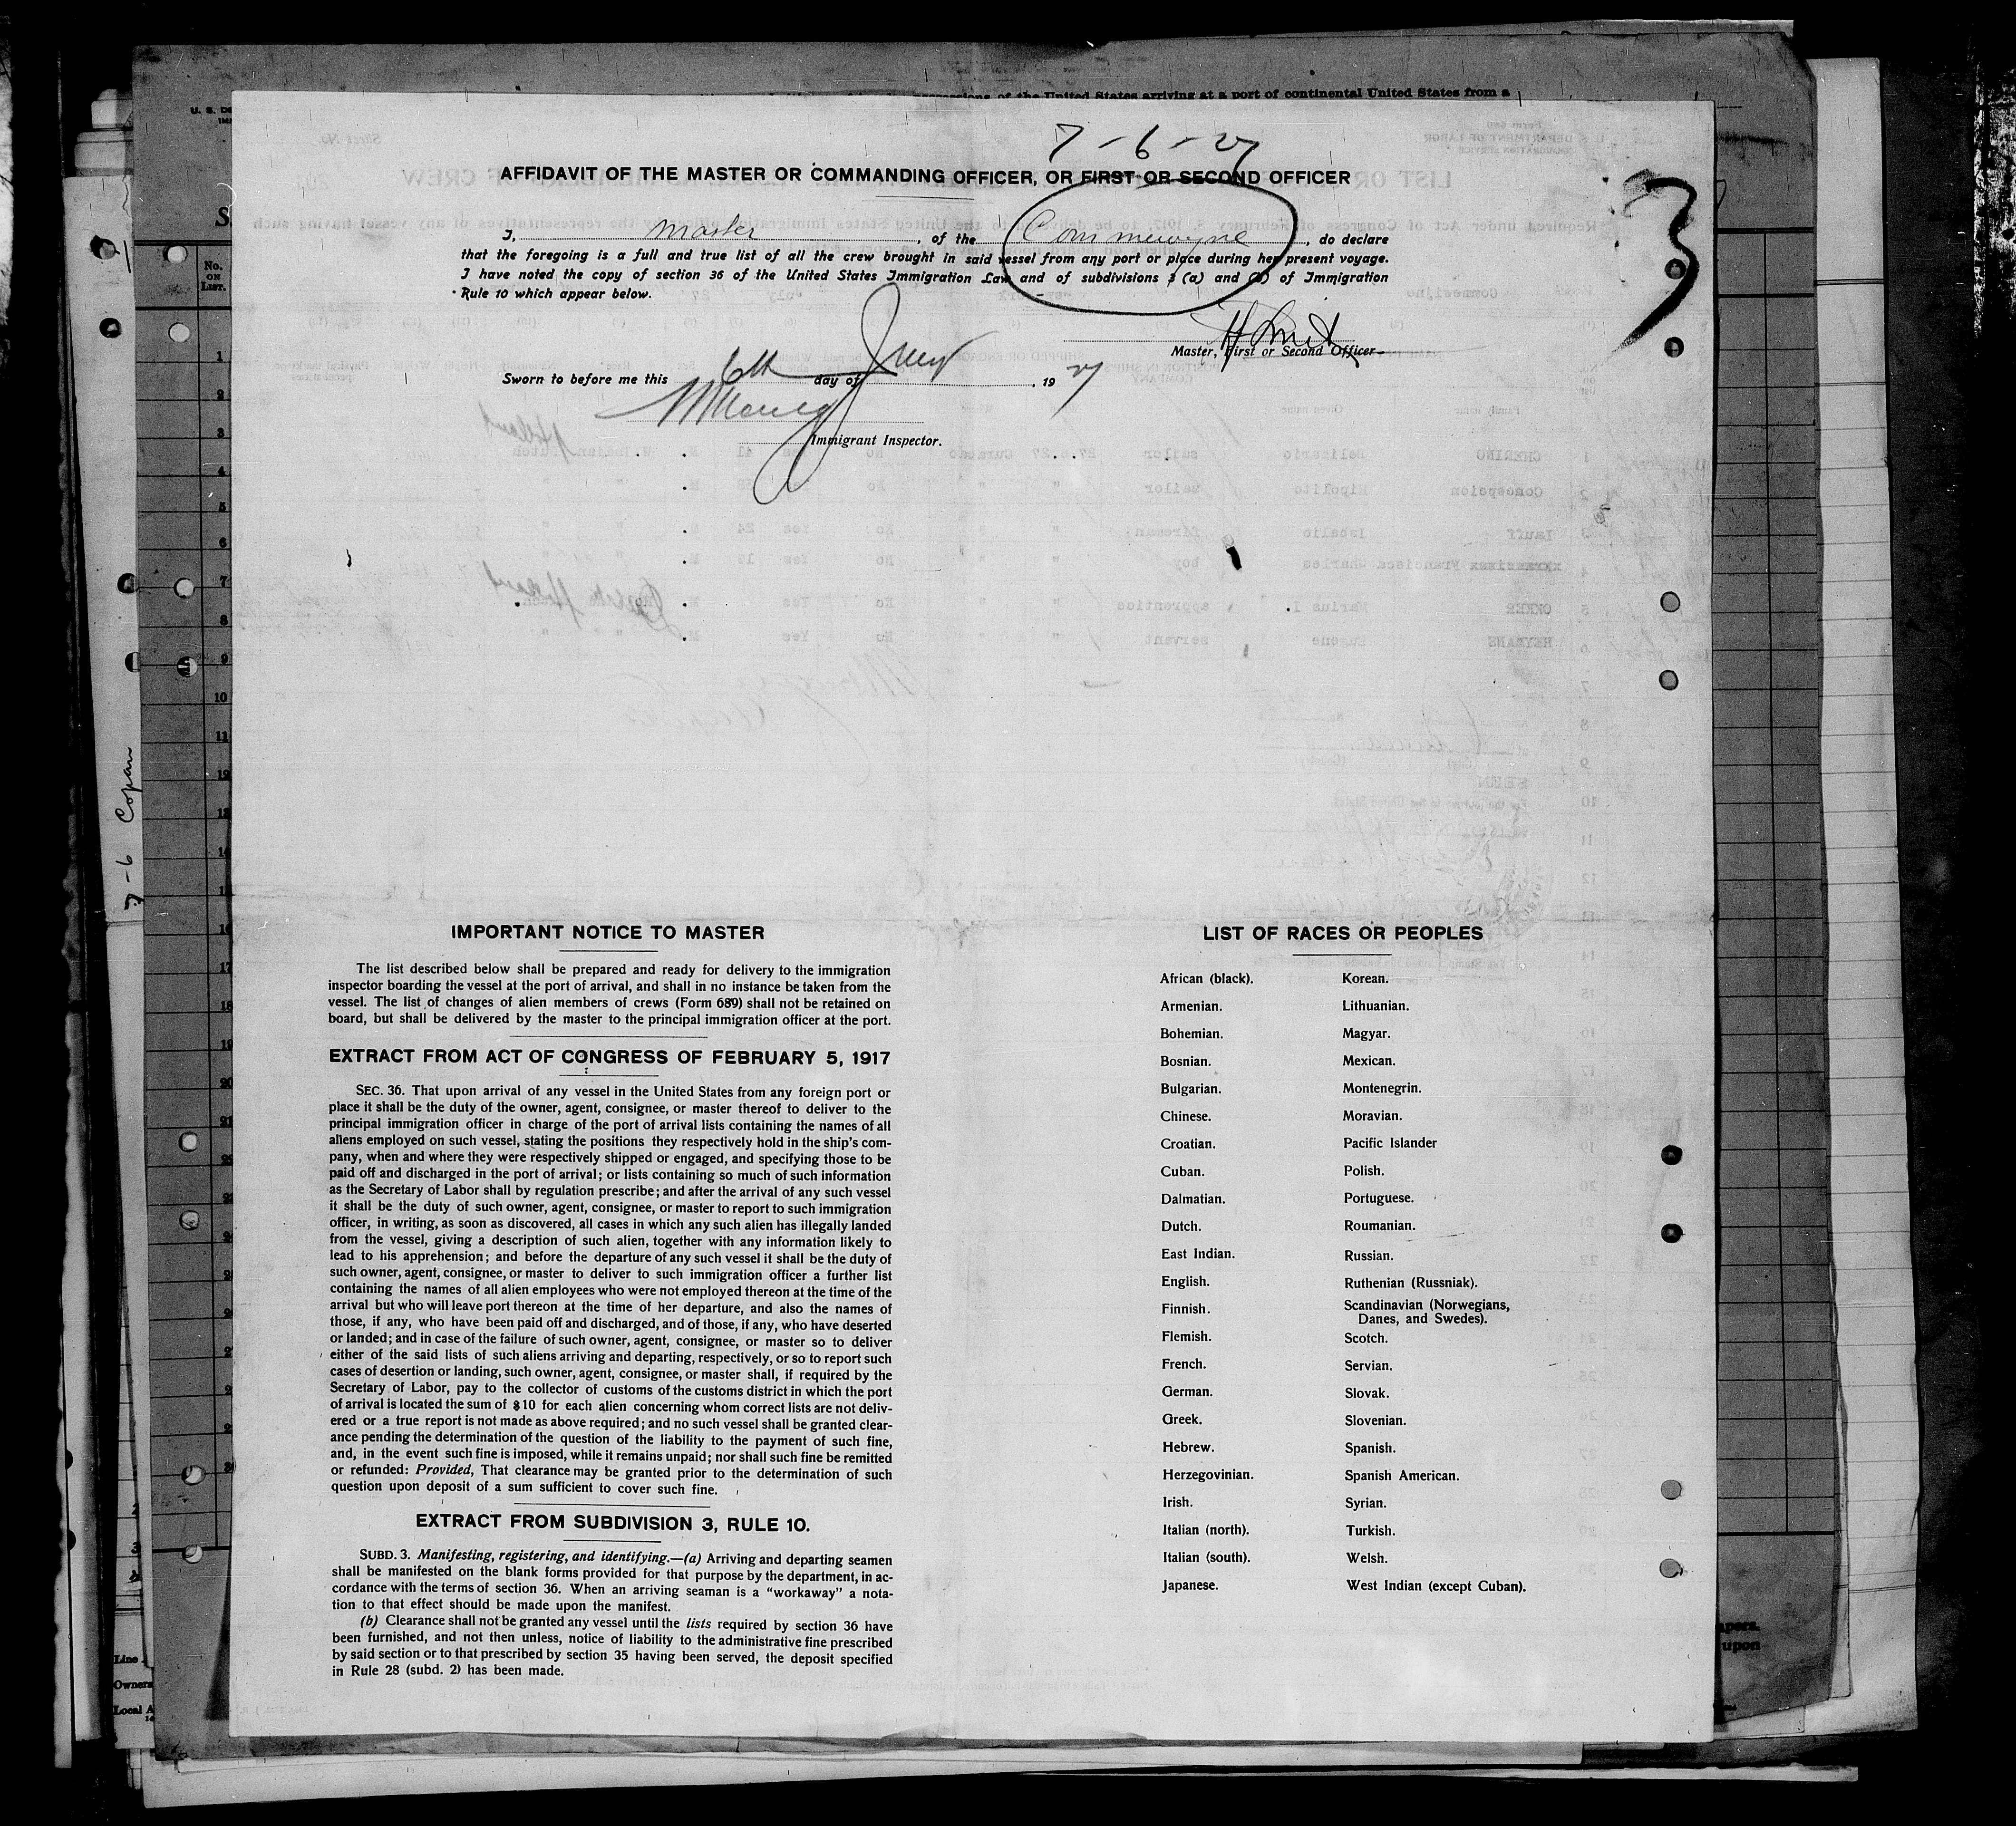 7-6-27
AFFIDAVIT OF THE MASTER OR COMMANDING OFFICER, OR FIRST OR SECOND OFFICER
I, master, of the Commewyne, do declare
that the foregoing is a full and true list of all the crew brought in said vessel from any port or place during her present voyage.
I have noted the copy of section 36 of the United States Immigration Law and of subdivisions 3 (a) and (b) of Immigration
Rule 10 which appear below.
Master, First or Second Officer
Sworn to before me this 6th day of July, 1927
Immigrant Inspector.
3
7-6 Copan
No.
ON
LIST.
IMPORTANT NOTICE TO MASTER
The list described below shall be prepared and ready for delivery to the immigration
inspector boarding the vessel at the port of arrival, and shall in no instance be taken from the
vessel. The list of changes of alien members of crews (Form 689) shall not be retained on
board, but shall be delivered by the master to the principal immigration officer at the port.
EXTRACT FROM ACT OF CONGRESS OF FEBRUARY 5, 1917
SEC. 36. That upon arrival of any vessel in the United States from any foreign port or
place it shall be the duty of the owner, agent, consignee, or master thereof to deliver to the
principal immigration officer in charge of the port of arrival lists containing the names of all
aliens employed on such vessel, stating the positions they respectively hold in the ship's com-
pany, when and where they were respectively shipped or engaged, and specifying those to be
paid off and discharged in the port of arrival; or lists containing so much of such information
as the Secretary of Labor shall by regulation prescribe; and after the arrival of any such vessel
it shall be the duty of such owner, agent, consignee, or master to report to such immigration
officer, in writing, as soon as discovered, all cases in which any such alien has illegally landed
from the vessel, giving a description of such alien, together with any information likely to
lead to his apprehension; and before the departure of any such vessel it shall be the duty of
such owner, agent, consignee, or master to deliver to such immigration officer a further list
containing the names of all alien employees who were not employed thereon at the time of the
arrival but who will leave port thereon at the time of her departure, and also the names of
those, if any, who have been paid off and discharged, and of those, if any, who have deserted
or landed; and in case of the failure of such owner, agent, consignee, or master so to deliver
either of the said lists of such aliens arriving and departing, respectively, or so to report such
cases of desertion or landing, such owner, agent, consignee, or master shall, if required by the
Secretary of Labor, pay to the collector of customs of the customs district in which the port
of arrival is located the sum of $10 for each alien concerning whom correct lists are not deliv-
ered or a true report is not made as above required; and no such vessel shall be granted clear-
ance pending the determination of the question of the liability to the payment of such fine,
and, in the event such fine is imposed, while it remains unpaid; nor shall such fine be remitted
or refunded: Provided, That clearance may be granted prior to the determination of such
question upon deposit of a sum sufficient to cover such fine.
EXTRACT FROM SUBDIVISION 3, RULE 10.
SUBD. 3. Manifesting, registering, and identifying.—(a) Arriving and departing seamen
shall be manifested on the blank forms provided for that purpose by the department, in ac-
cordance with the terms of section 36. When an arriving seaman is a "workaway" a nota-
tion to that effect should be made upon the manifest.
(b) Clearance shall not be granted any vessel until the lists required by section 36 have
been furnished, and not then unless, notice of liability to the administrative fine prescribed
by said section or to that prescribed by section 35 having been served, the deposit specified
in Rule 28 (subd. 2) has been made.
LIST OF RACES OR PEOPLES
African (black). Korean.
Armenian. Lithuanian.
Bohemian. Magyar.
Bosnian. Mexican.
Bulgarian. Montenegrin.
Chinese. Moravian.
Croatian. Pacific Islander
Cuban. Polish.
Dalmatian. Portuguese.
Dutch. Roumanian.
East Indian. Russian.
English. Ruthenian (Russniak).
Finnish. Scandinavian (Norwegians,
Danes, and Swedes).
Flemish. Scotch.
French. Servian.
German. Slovak.
Greek. Slovenian.
Hebrew. Spanish.
Herzegovinian. Spanish American.
Irish. Syrian.
Italian (north). Turkish.
Italian (south). Welsh.
Japanese. West Indian (except Cuban).